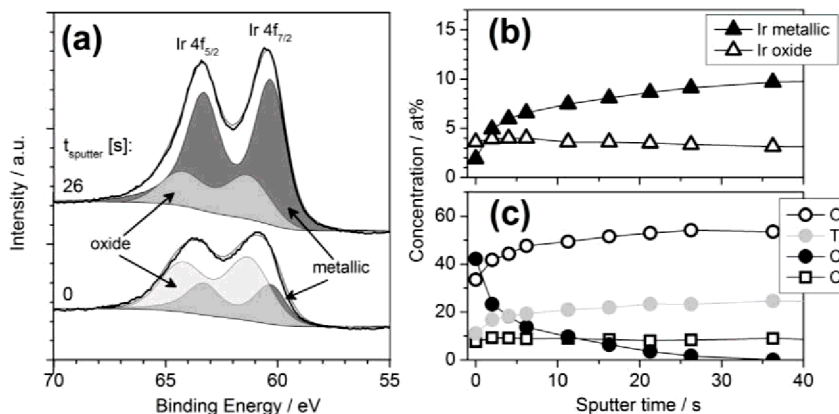 (a)
Ir 4f5/2
Ir 4f7/2
tsputter [s]:
26
oxide
metallic
0
Intensity / a.u.
70 65 60 55
Binding Energy / eV
(b)
Ir metallic
Ir oxide
15
10
5
0
Concentration / at%
(c)
O
T
C
60
40
20
0
0 10 20 30 40
Sputter time / s